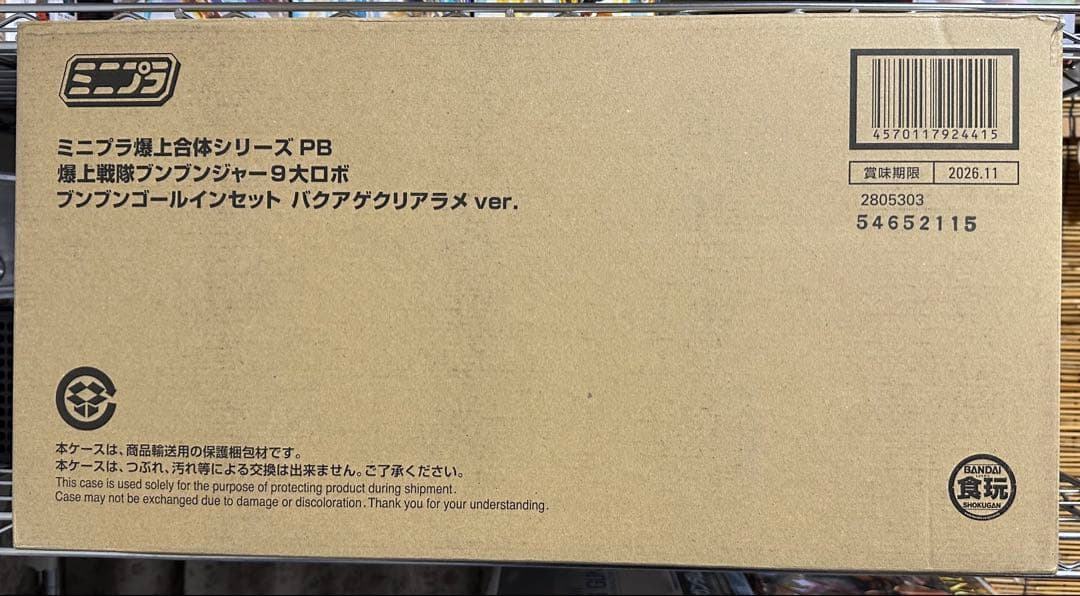 ミニプラ
ミニプラ爆上合体シリーズ PB
爆上戦隊ブンブンジャー9大ロボ
ブンブンゴールインセット バクアゲクリアラメ ver.
4570117924415
賞味期限 2026.11
2805303
54652115
本ケースは、商品輸送用の保護梱包材です。
本ケースは、つぶれ、汚れ等による交換は出来ません。ご了承ください。
This case is used solely for the purpose of protecting product during shipment.
Case may not be exchanged due to damage or discoloration. Thank you for your understanding.
BANDAI
食玩
SHOKUGAN